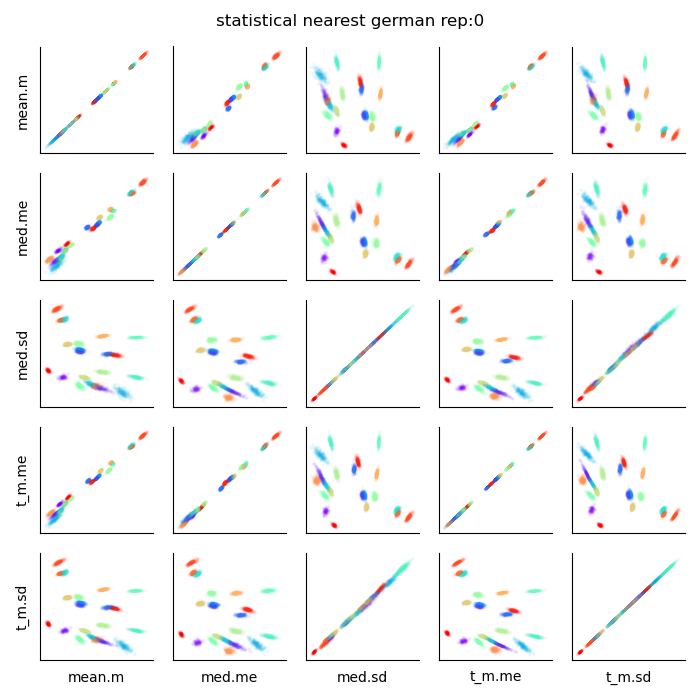 statistical nearest german rep:0
mean.m
med.me
med.sd
t_m.me
t_m.sd
mean.m med.me med.sd t_m.me t_m.sd